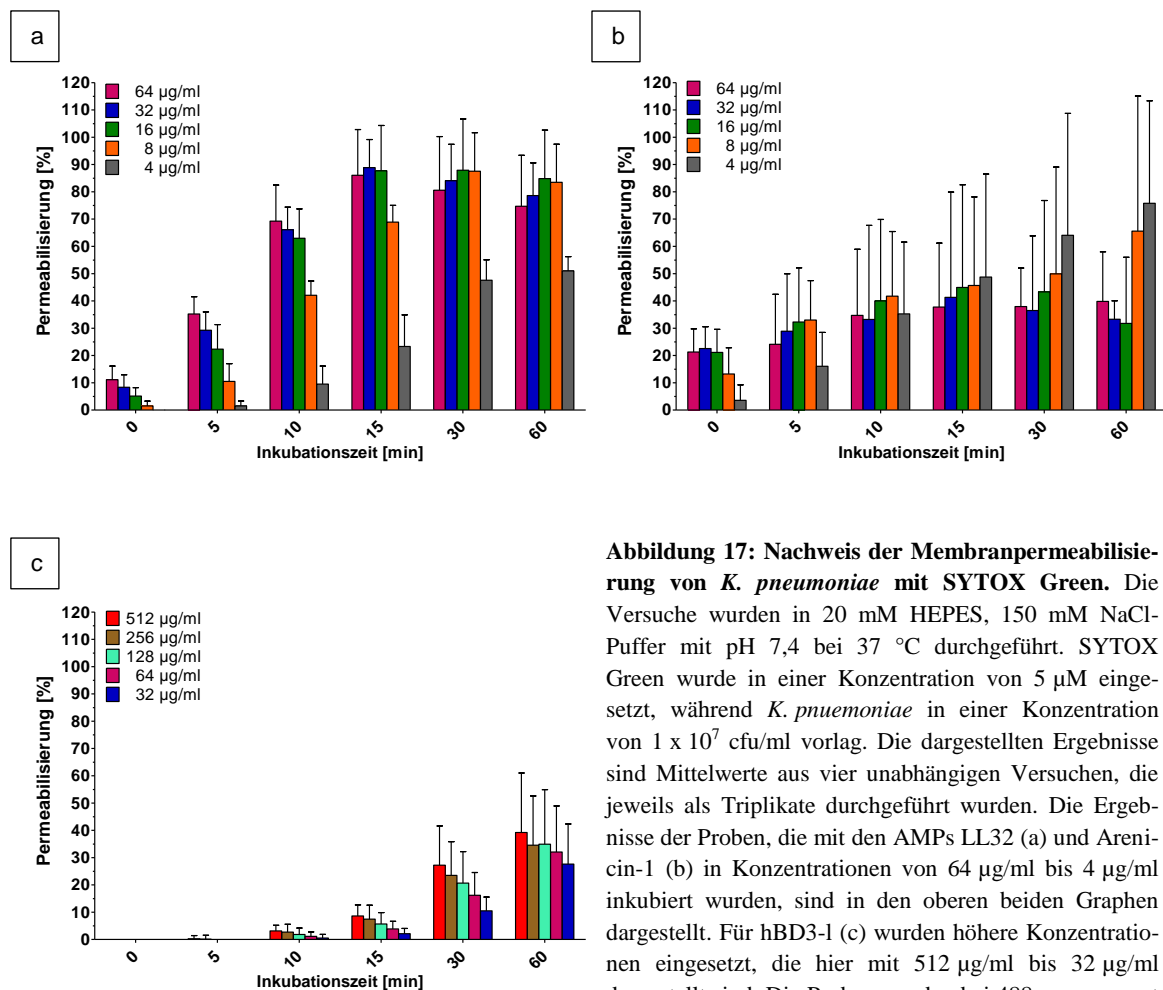 a
120
110
100
90
80
70
60
50
40
30
20
10
0
Permeabilisierung [%]
64 µg/ml
32 µg/ml
16 µg/ml
8 µg/ml
4 µg/ml
0 5 10 15 30 60
Inkubationszeit [min]
b
120
110
100
90
80
70
60
50
40
30
20
10
0
Permeabilisierung [%]
64 µg/ml
32 µg/ml
16 µg/ml
8 µg/ml
4 µg/ml
0 5 10 15 30 60
Inkubationszeit [min]
c
120
110
100
90
80
70
60
50
40
30
20
10
0
Permeabilisierung [%]
512 µg/ml
256 µg/ml
128 µg/ml
64 µg/ml
32 µg/ml
0 5 10 15 30 60
Inkubationszeit [min]
Abbildung 17: Nachweis der Membranpermeabilisie-
rung von K. pneumoniae mit SYTOX Green. Die
Versuche wurden in 20 mM HEPES, 150 mM NaCl-
Puffer mit pH 7,4 bei 37 °C durchgeführt. SYTOX
Green wurde in einer Konzentration von 5 µM einge-
setzt, während K. pnuemoniae in einer Konzentration
von 1 x 10⁷ cfu/ml vorlag. Die dargestellten Ergebnisse
sind Mittelwerte aus vier unabhängigen Versuchen, die
jeweils als Triplikate durchgeführt wurden. Die Ergeb-
nisse der Proben, die mit den AMPs LL32 (a) und Areni-
cin-1 (b) in Konzentrationen von 64 µg/ml bis 4 µg/ml
inkubiert wurden, sind in den oberen beiden Graphen
dargestellt. Für hBD3-l (c) wurden höhere Konzentratio-
nen eingesetzt, die hier mit 512 µg/ml bis 32 µg/ml